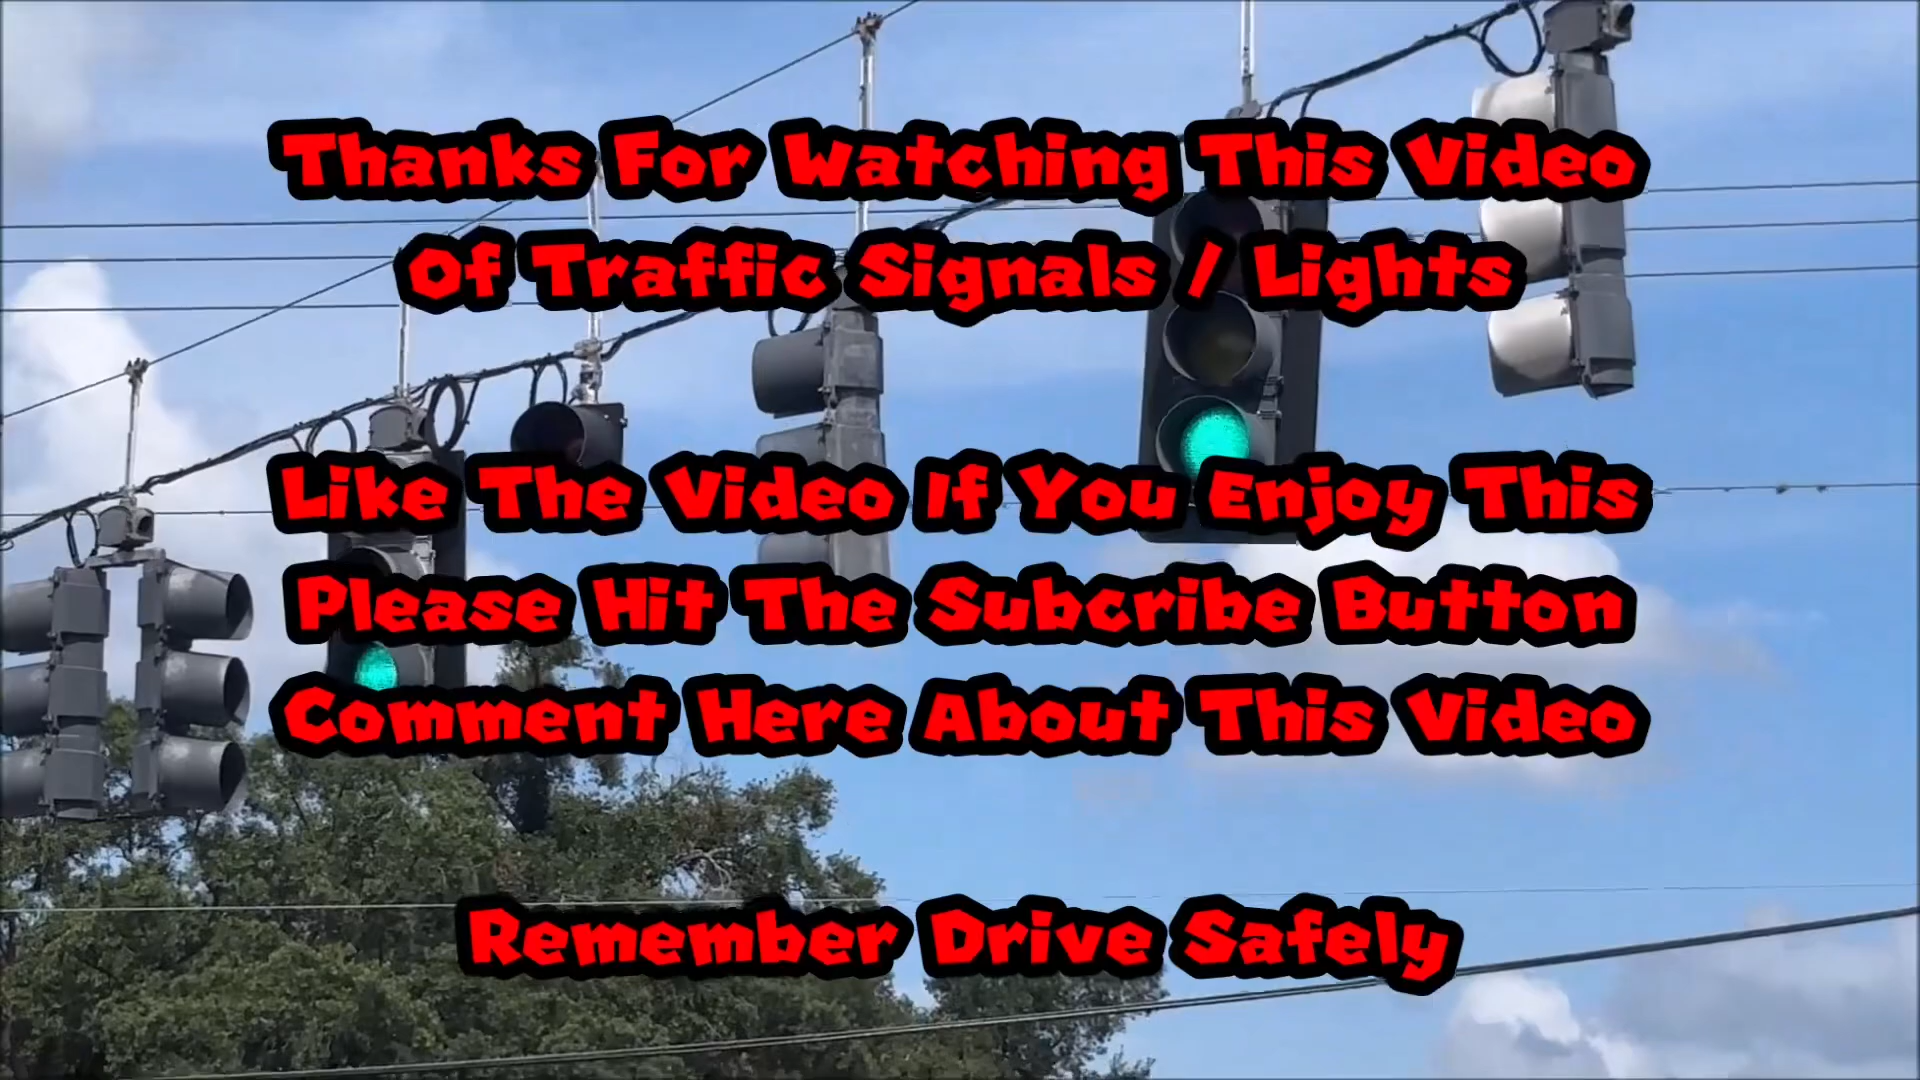 Thanks For Watching This Video
Of Traffic Signals / Lights
Like The Video If You Enjoy This
Please Hit The Subcribe Button
Comment Here About This Video
Remember Drive Safely